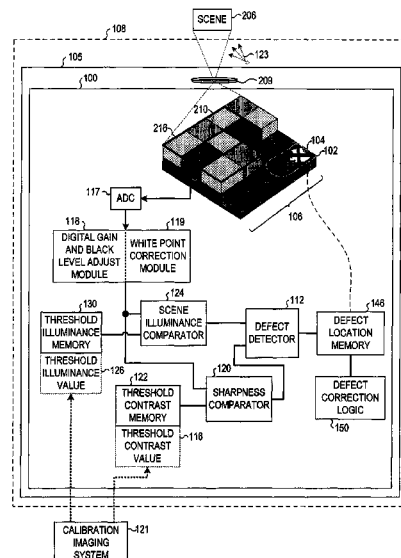 SCENE
206
108
105
123
100
209
210
216
104
102
106
117
ADC
118
119
DIGITAL GAIN
AND BLACK
LEVEL ADJUST
MODULE
WHITE POINT
CORRECTION
MODULE
130
124
THRESHOLD
ILLUMINANCE
MEMORY
SCENE
ILLUMINANCE
COMPARATOR
112
DEFECT
DETECTOR
146
DEFECT
LOCATION
MEMORY
THRESHOLD
ILLUMINANCE
VALUE
126
122
THRESHOLD
CONTRAST
MEMORY
120
SHARPNESS
COMPARATOR
DEFECT
CORRECTION
LOGIC
150
THRESHOLD
CONTRAST
VALUE
116
CALIBRATION
IMAGING
SYSTEM
121